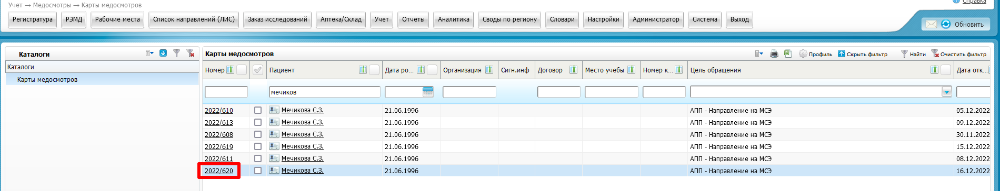 Учет → Медосмотры → Карты медосмотров
Справка
Регистратура РЭМД Рабочие места Список направлений (ЛИС) Заказ исследований Аптека/Склад Учет Отчеты Аналитика Своды по региону Словари Настройки Администратор Система Выход
Обновить
Каталоги
Карты медосмотров
Профиль Скрыть фильтр Найти Очистить фильтр
Каталоги
Карты медосмотров
Номер Пациент Дата ро... Организация Сигн.инф Договор Место учебы Номер к... Цель обращения Дата отк...
мечиков
2022/610 Мечикова С.З. 21.06.1996 АПП - Направление на МСЭ 05.12.2022
2022/613 Мечикова С.З. 21.06.1996 АПП - Направление на МСЭ 09.12.2022
2022/608 Мечикова С.З. 21.06.1996 АПП - Направление на МСЭ 30.11.2022
2022/619 Мечикова С.З. 21.06.1996 АПП - Направление на МСЭ 15.12.2022
2022/611 Мечикова С.З. 21.06.1996 АПП - Направление на МСЭ 08.12.2022
2022/620 Мечикова С.З. 21.06.1996 АПП - Направление на МСЭ 16.12.2022